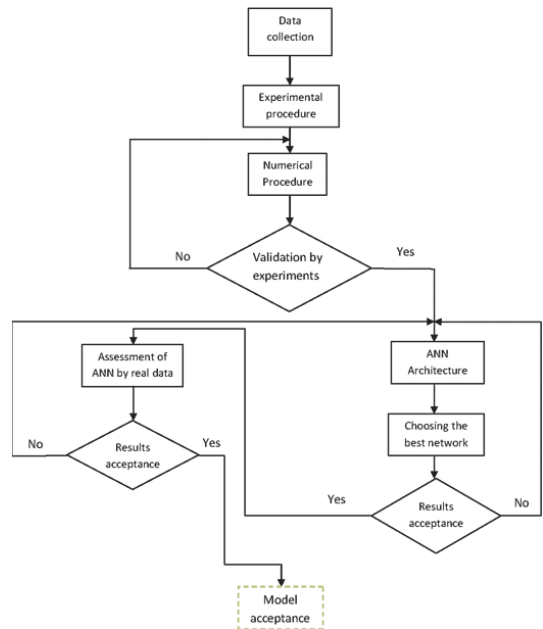 Data
collection
Experimental
procedure
Numerical
Procedure
No
Validation by
experiments
Yes
Assessment of
ANN by real data
ANN
Architecture
Choosing the
best network
No
Results
acceptance
Yes
Yes
Results
acceptance
No
Model
acceptance